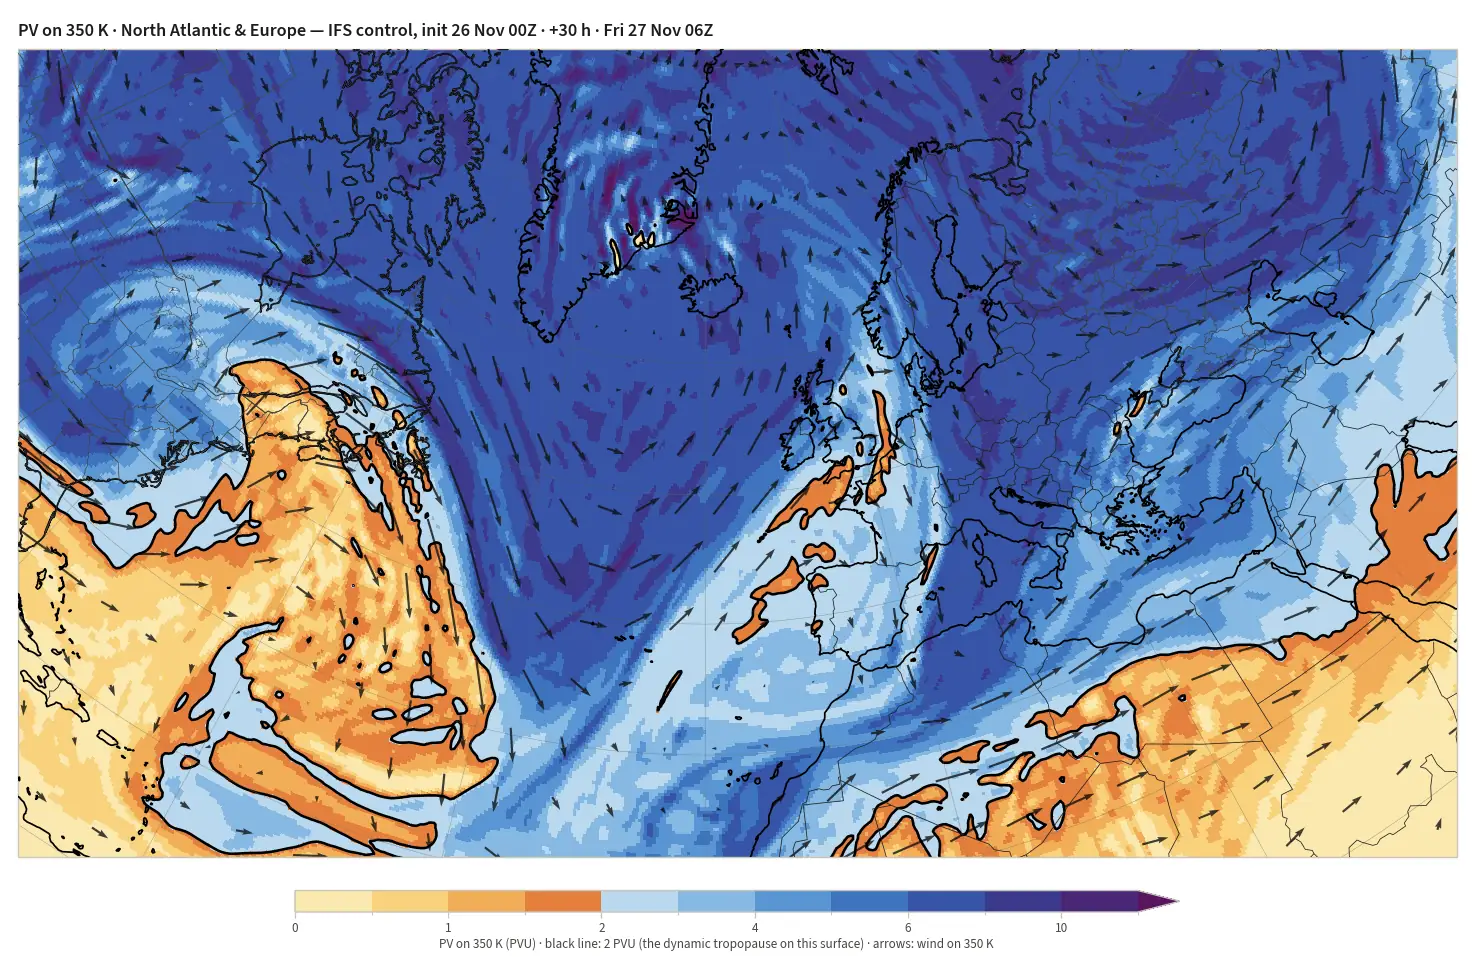 PV on 350 K · North Atlantic & Europe — IFS control, init 26 Nov 00Z · +30 h · Fri 27 Nov 06Z
0 1 2 4 6 10
PV on 350 K (PVU) · black line: 2 PVU (the dynamic tropopause on this surface) · arrows: wind on 350 K